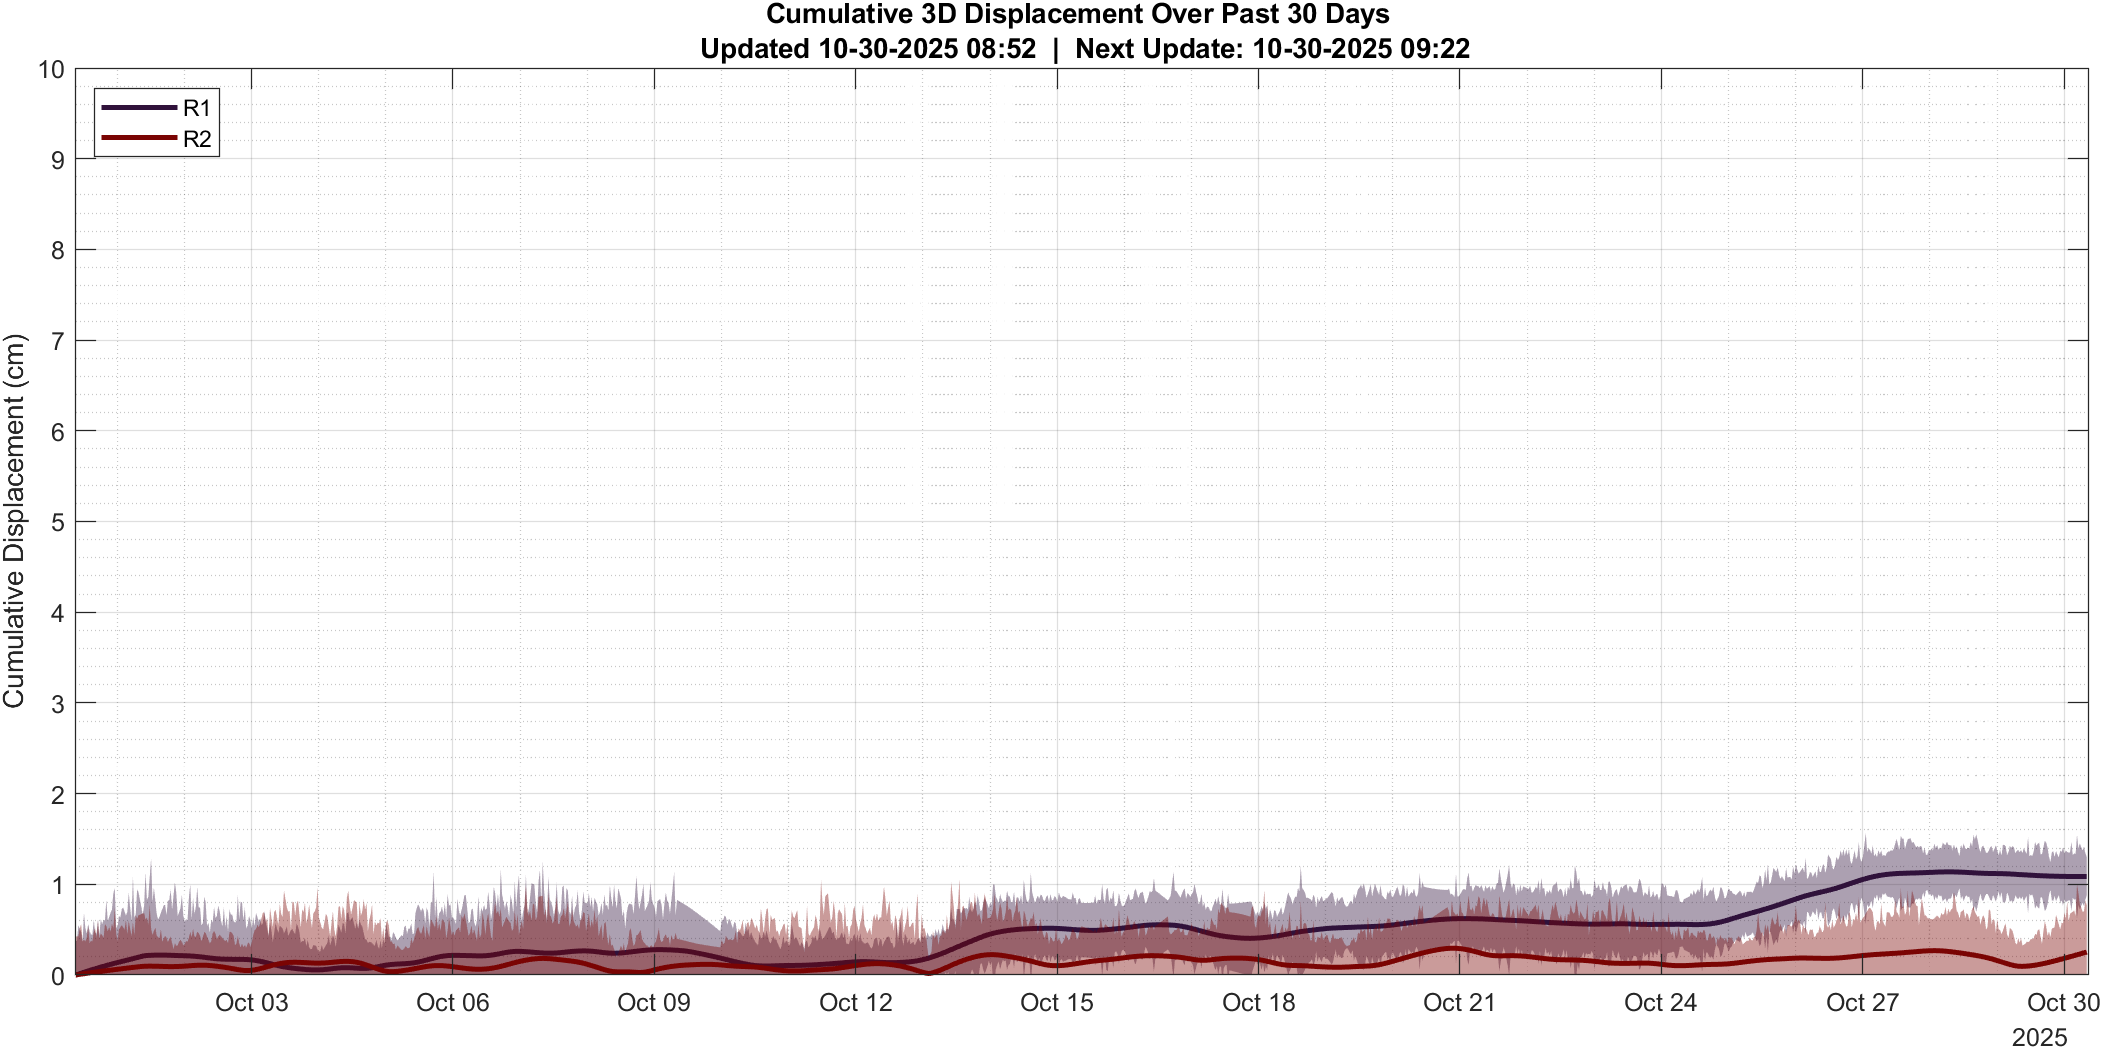 Cumulative 3D Displacement Over Past 30 Days
Updated 10-30-2025 08:52 | Next Update: 10-30-2025 09:22
R1
R2
Cumulative Displacement (cm)
10
9
8
7
6
5
4
3
2
1
0
Oct 03 Oct 06 Oct 09 Oct 12 Oct 15 Oct 18 Oct 21 Oct 24 Oct 27 Oct 30
2025